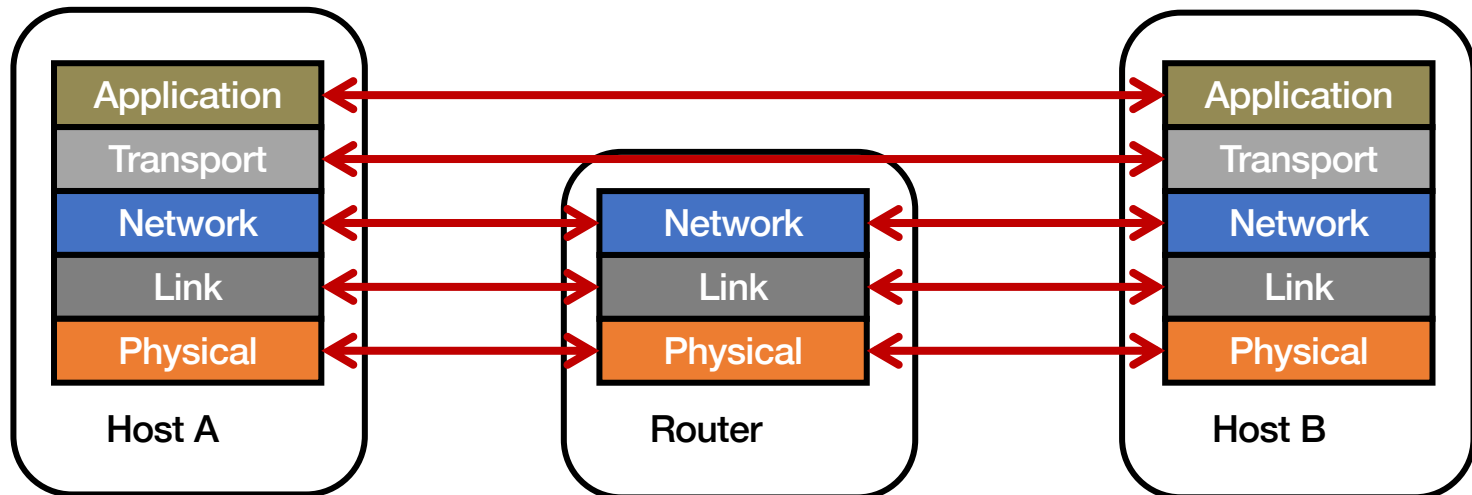 Application
Transport
Network
Link
Physical
Host A
Network
Link
Physical
Router
Application
Transport
Network
Link
Physical
Host B